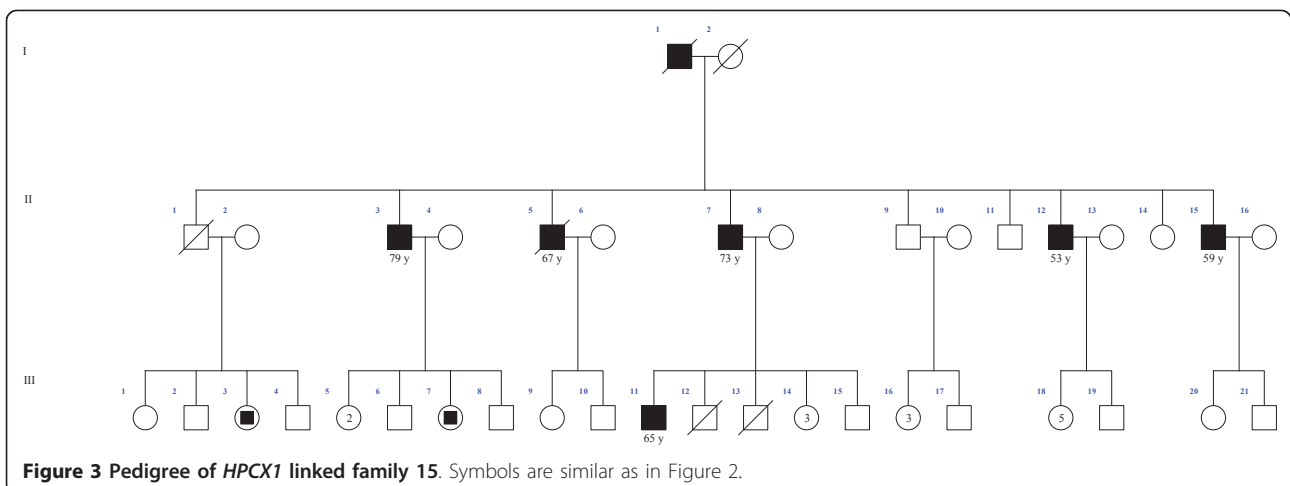 1 2
I
II
1 2 3 4 5 6 7 8 9 10 11 12 13 14 15 16
79 y 67 y 73 y 53 y 59 y
III
1 2 3 4 5 6 7 8 9 10 11 12 13 14 15 16 17 18 19 20 21
2 3 3 5
65 y
Figure 3 Pedigree of HPCX1 linked family 15. Symbols are similar as in Figure 2.